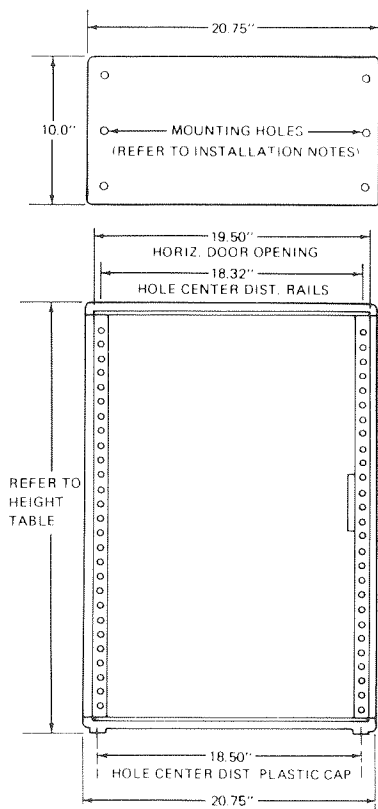 20.75''
10.0''
MOUNTING HOLES
(REFER TO INSTALLATION NOTES)
19.50''
HORIZ. DOOR OPENING
18.32''
HOLE CENTER DIST. RAILS
REFER TO
HEIGHT
TABLE
18.50''
HOLE CENTER DIST. PLASTIC CAP
20.75''